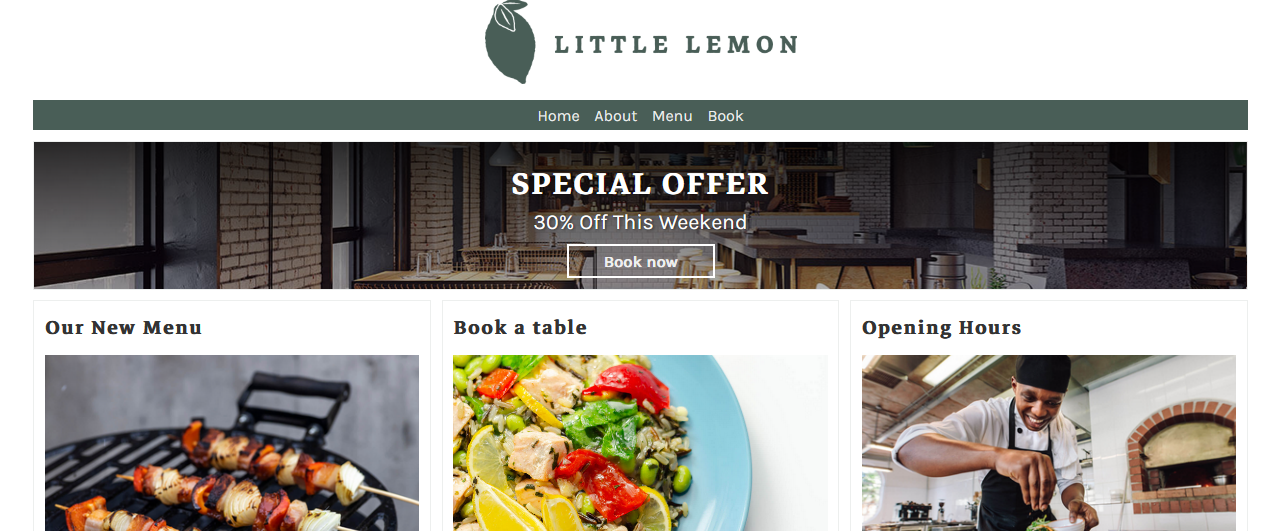 LITTLE LEMON
Home About Menu Book
SPECIAL OFFER
30% Off This Weekend
Book now
Our New Menu
Book a table
Opening Hours